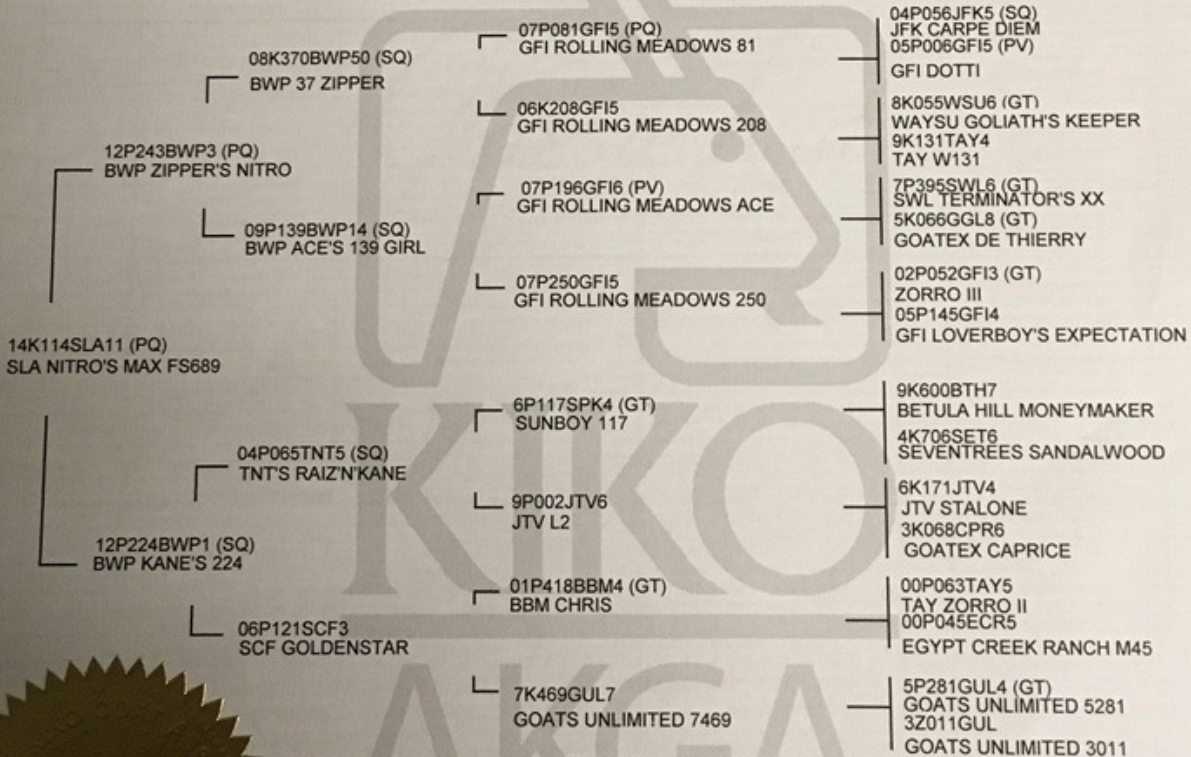 14K114SLA11 (PQ)
SLA NITRO'S MAX FS689
12P243BWP3 (PQ)
BWP ZIPPER'S NITRO
12P224BWP1 (SQ)
BWP KANE'S 224
08K370BWP50 (SQ)
BWP 37 ZIPPER
09P139BWP14 (SQ)
BWP ACE'S 139 GIRL
04P065TNT5 (SQ)
TNT'S RAIZ'N'KANE
06P121SCF3
SCF GOLDENSTAR
07P081GFI5 (PQ)
GFI ROLLING MEADOWS 81
06K208GFI5
GFI ROLLING MEADOWS 208
07P196GFI6 (PV)
GFI ROLLING MEADOWS ACE
07P250GFI5
GFI ROLLING MEADOWS 250
6P117SPK4 (GT)
SUNBOY 117
9P002JTV6
JTV L2
01P418BBM4 (GT)
BBM CHRIS
7K469GUL7
GOATS UNLIMITED 7469
04P056JFK5 (SQ)
JFK CARPE DIEM
05P006GFI5 (PV)
GFI DOTTI
8K055WSU6 (GT)
WAYSU GOLIATH'S KEEPER
9K131TAY4
TAY W131
7P395SWL6 (GT)
SWL TERMINATOR'S XX
5K066GGL8 (GT)
GOATEX DE THIERRY
02P052GFI3 (GT)
ZORRO III
05P145GFI4
GFI LOVERBOY'S EXPECTATION
9K600BTH7
BETULA HILL MONEYMAKER
4K706SET6
SEVENTREES SANDALWOOD
6K171JTV4
JTV STALONE
3K068CPR6
GOATEX CAPRICE
00P063TAY5
TAY ZORRO II
00P045ECR5
EGYPT CREEK RANCH M45
5P281GUL4 (GT)
GOATS UNLIMITED 5281
3Z011GUL
GOATS UNLIMITED 3011
KIKO
AKGA